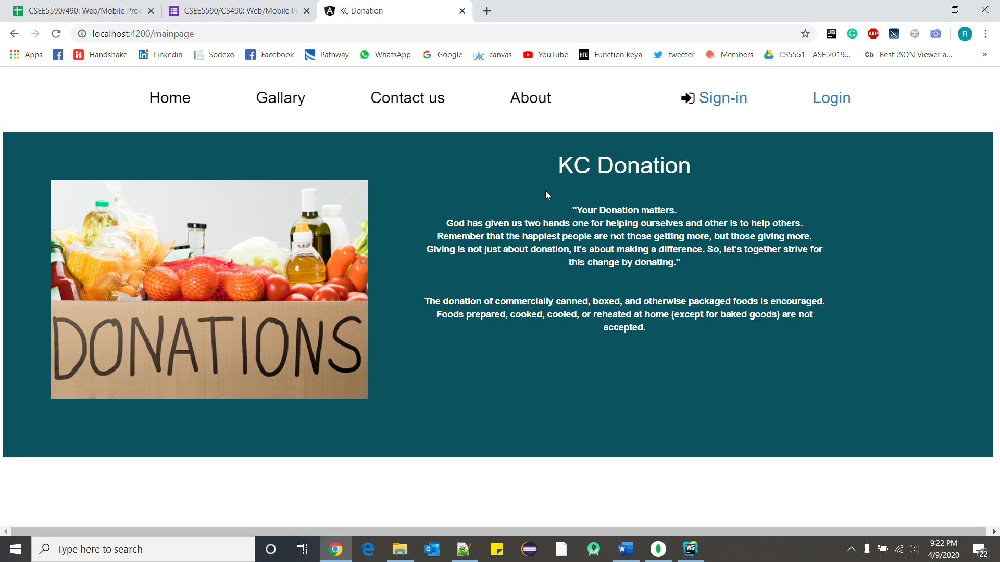 CSEE5590/490: Web/Mobile Prog
CSEE5590/CS490: Web/Mobile Pr
KC Donation
localhost:4200/mainpage
JB
ABP
R
Apps
Handshake
Linkedin
Sodexo
Facebook
Pathway
WhatsApp
Google
UMKC
canvas
YouTube
HTG
Function keya
tweeter
Members
CS5551 - ASE 2019...
Cb
Best JSON Viewer a...
»
Home
Gallary
Contact us
About
Sign-in
Login
KC Donation
"Your Donation matters.
God has given us two hands one for helping ourselves and other is to help others.
Remember that the happiest people are not those getting more, but those giving more.
Giving is not just about donation, it's about making a difference. So, let's together strive for
this change by donating."
The donation of commercially canned, boxed, and otherwise packaged foods is encouraged.
Foods prepared, cooked, cooled, or reheated at home (except for baked goods) are not
accepted.
DONATIONS
Type here to search
WS
9:22 PM
4/9/2020
22